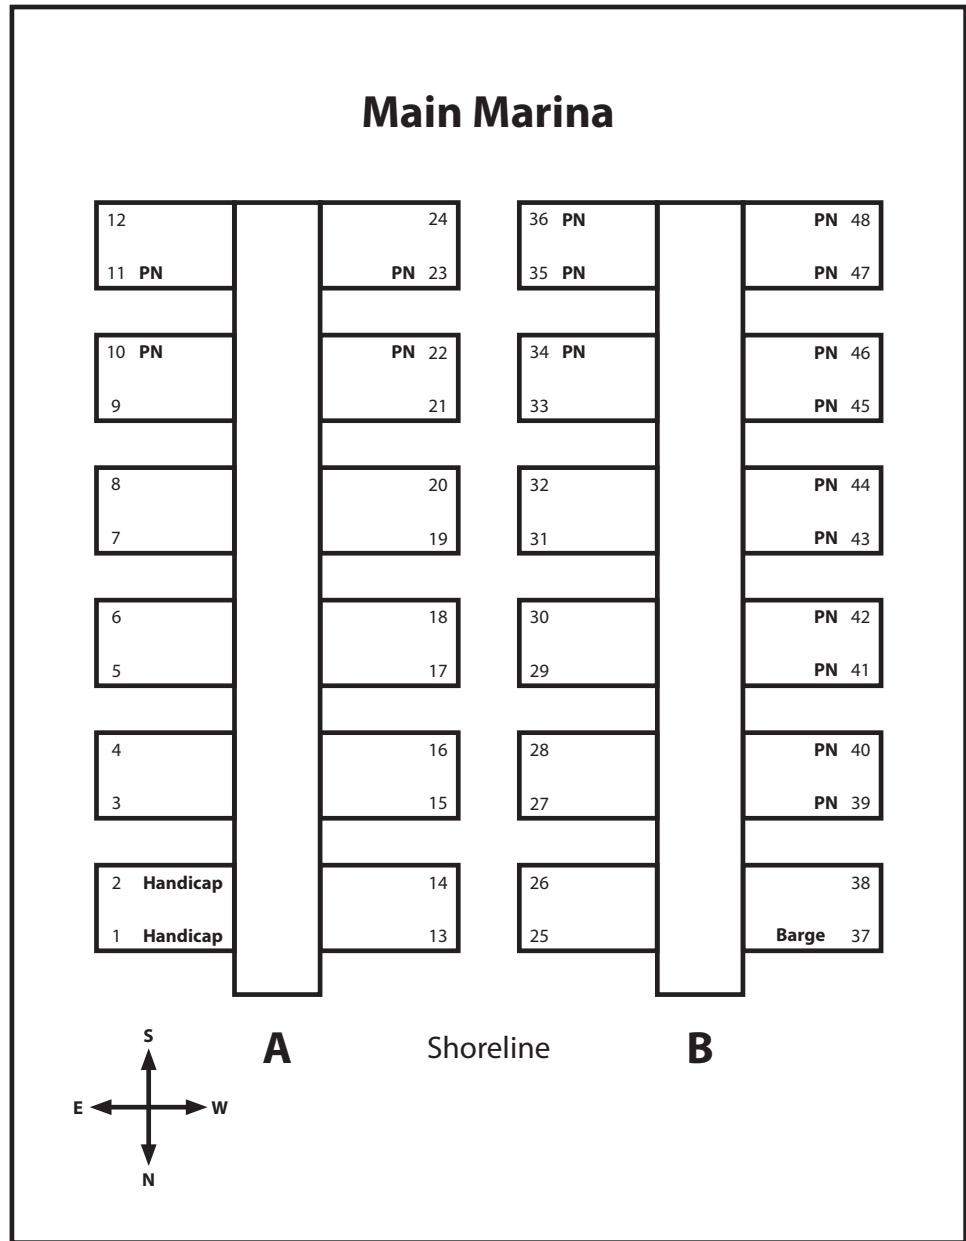 Main Marina
12 24 36 PN PN 48
11 PN PN 23 35 PN PN 47
10 PN PN 22 34 PN PN 46
9 21 33 PN 45
8 20 32 PN 44
7 19 31 PN 43
6 18 30 PN 42
5 17 29 PN 41
4 16 28 PN 40
3 15 27 PN 39
2 Handicap 14 26 38
1 Handicap 13 25 Barge 37
A Shoreline B
S
E W
N